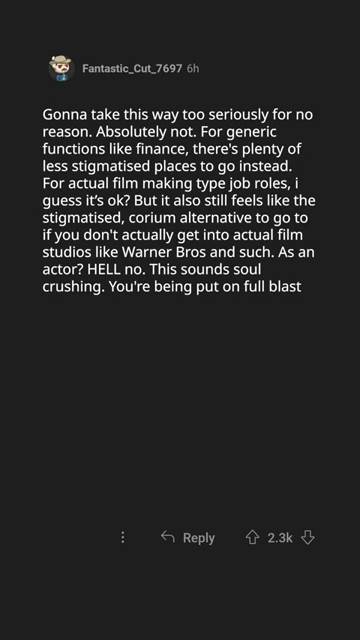 Fantastic_Cut_7697 6h
Gonna take this way too seriously for no
reason. Absolutely not. For generic
functions like finance, there's plenty of
less stigmatised places to go instead.
For actual film making type job roles, i
guess it's ok? But it also still feels like the
stigmatised, corium alternative to go to
if you don't actually get into actual film
studios like Warner Bros and such. As an
actor? HELL no. This sounds soul
crushing. You're being put on full blast
Reply 2.3k